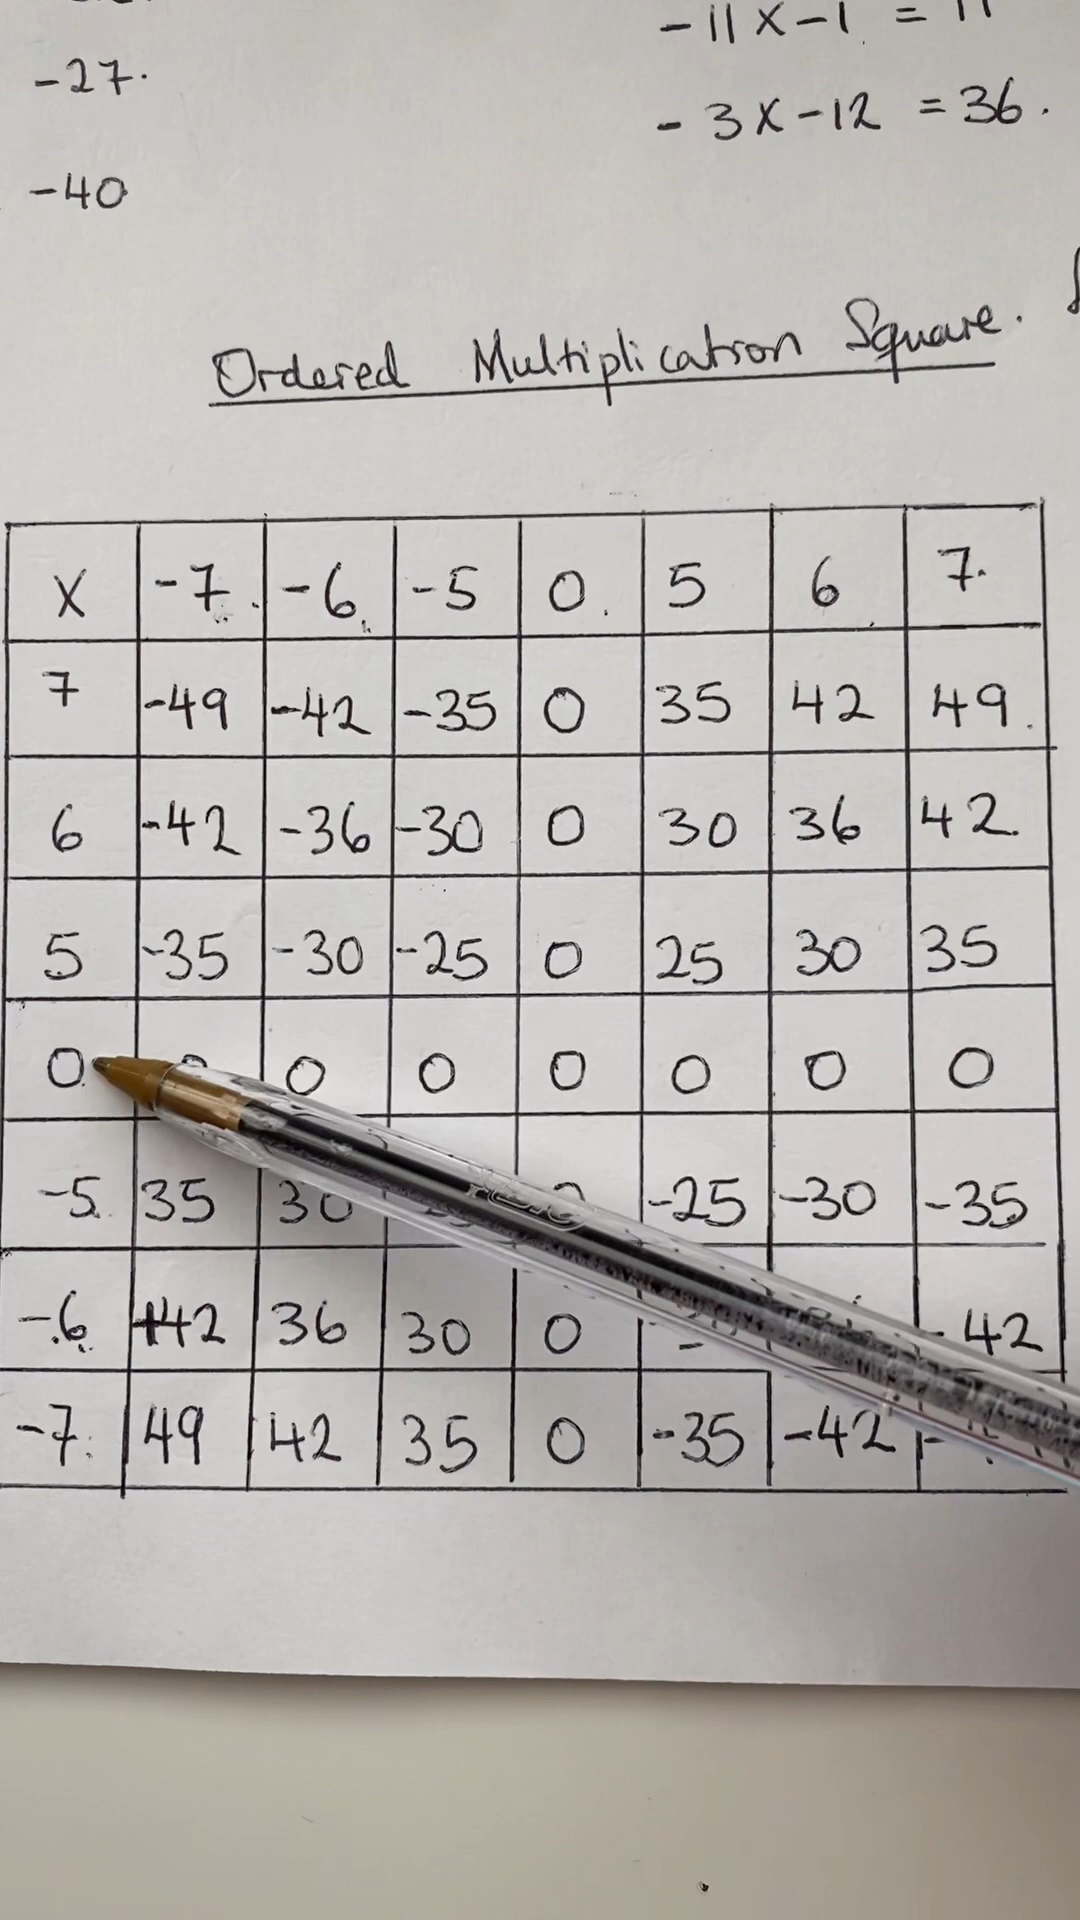 -11 x -1 = 11
-27.
- 3 x -12 = 36.
-40
Ordered Multiplication Square.
X -7. -6. -5 0. 5 6 7.
7 -49 -42 -35 0 35 42 49.
6 -42 -36 -30 0 30 36 42.
5 -35 -30 -25 0 25 30 35
0. 0 0 0 0 0 0
-5. 35 30 -25 -30 -35
-6. +42 36 30 0 -42
-7. 49 42 35 0 -35 -42